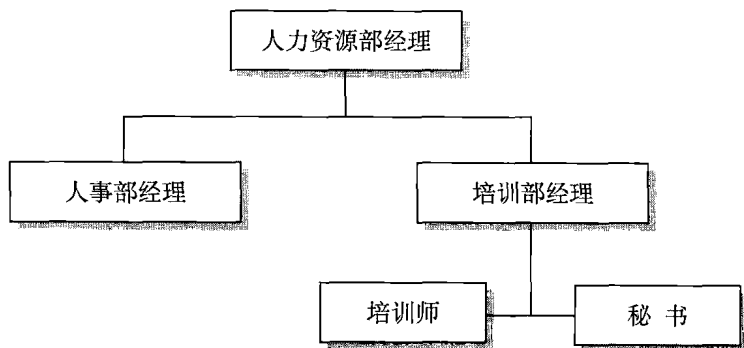 人力资源部经理
人事部经理
培训部经理
培训师
秘 书